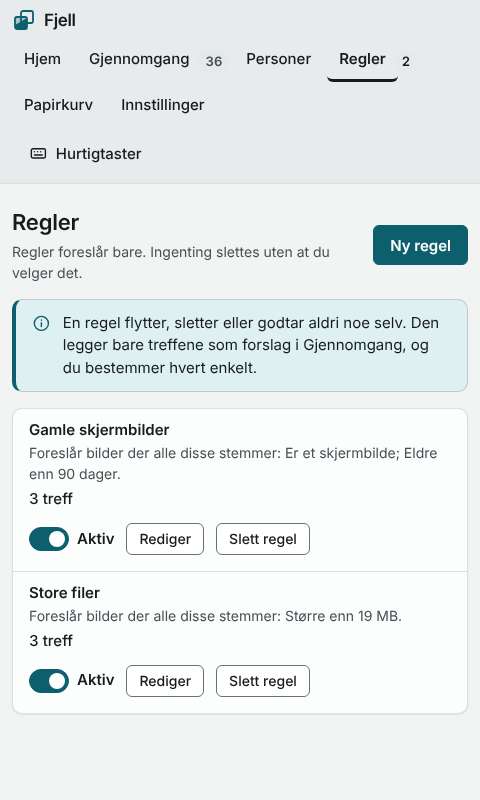 Fjell
Hjem Gjennomgang 36 Personer Regler 2
Papirkurv Innstillinger
Hurtigtaster
Regler
Regler foreslår bare. Ingenting slettes uten at du
velger det.
Ny regel
En regel flytter, sletter eller godtar aldri noe selv. Den
legger bare treffene som forslag i Gjennomgang, og
du bestemmer hvert enkelt.
Gamle skjermbilder
Foreslår bilder der alle disse stemmer: Er et skjermbilde; Eldre
enn 90 dager.
3 treff
Aktiv Rediger Slett regel
Store filer
Foreslår bilder der alle disse stemmer: Større enn 19 MB.
3 treff
Aktiv Rediger Slett regel